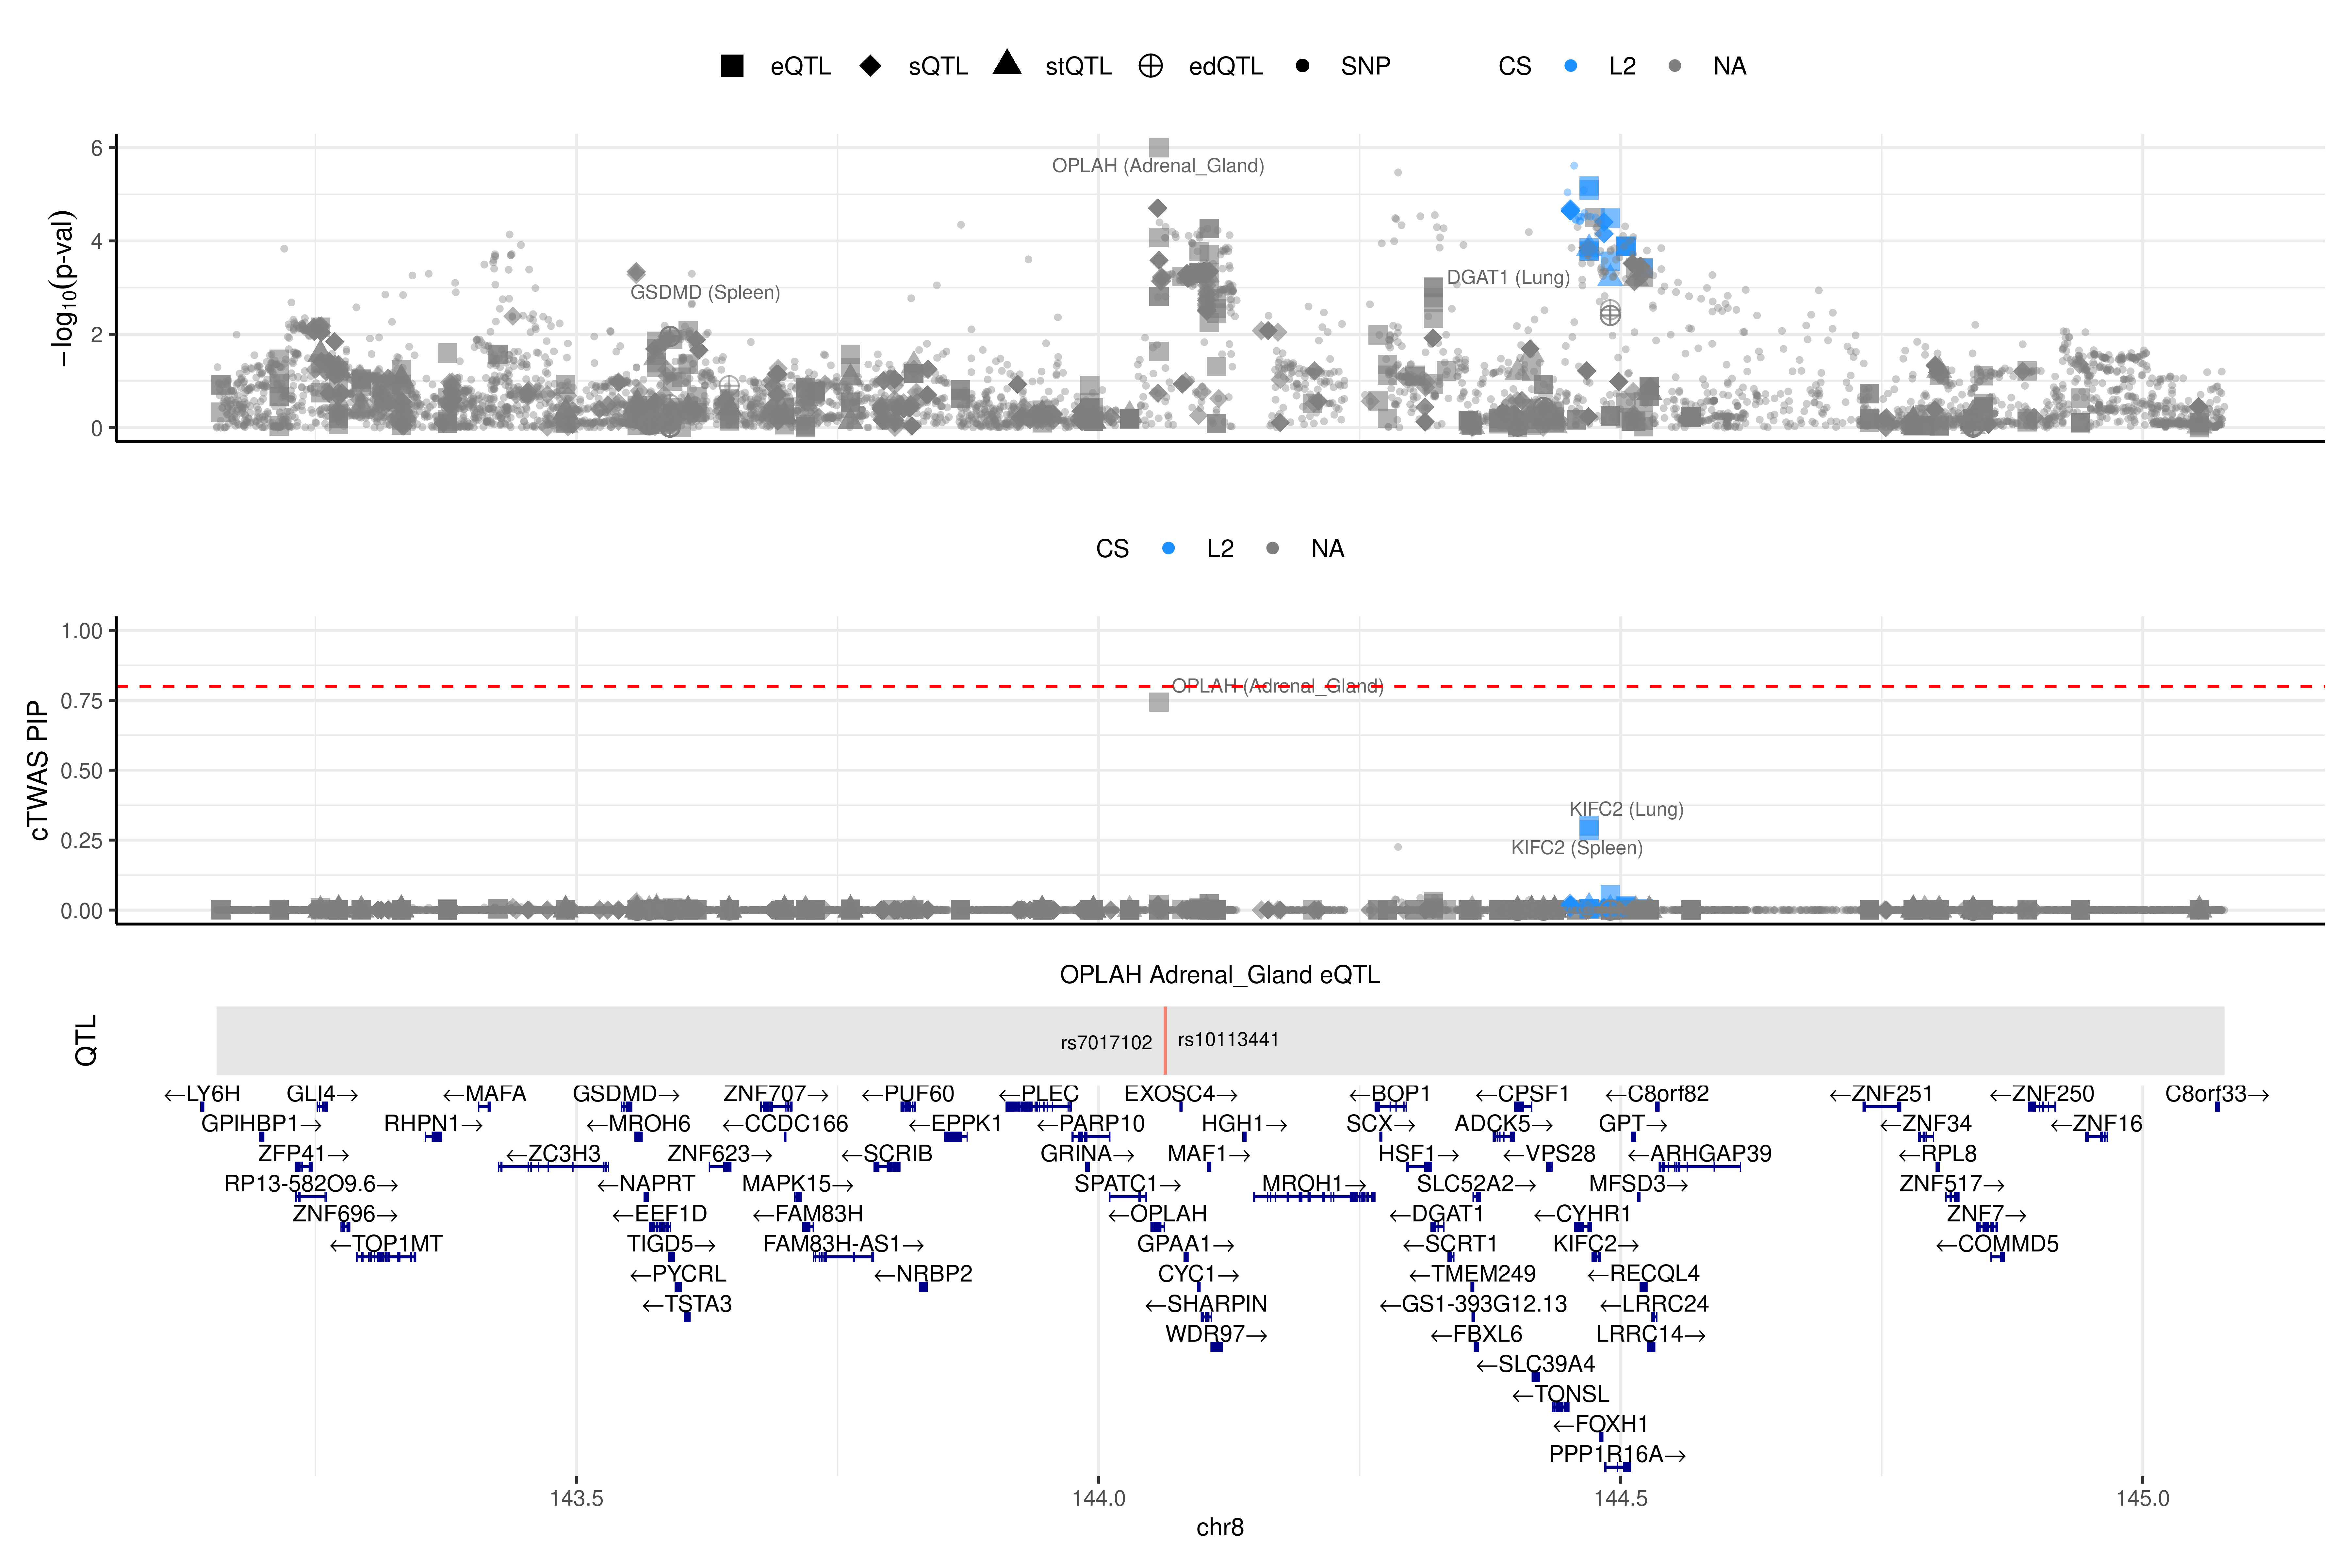 eQTL sQTL stQTL edQTL SNP CS L2 NA
−log10(p-val)
6
4
2
0
OPLAH (Adrenal_Gland)
GSDMD (Spleen)
DGAT1 (Lung)
CS L2 NA
cTWAS PIP
1.00
0.75
0.50
0.25
0.00
OPLAH (Adrenal_Gland)
KIFC2 (Lung)
KIFC2 (Spleen)
OPLAH Adrenal_Gland eQTL
QTL
rs7017102 rs10113441
←LY6H GLI4→ ←MAFA GSDMD→ ZNF707→ ←PUF60 ←PLEC EXOSC4→ ←BOP1 ←CPSF1 ←C8orf82 ←ZNF251 ←ZNF250 C8orf33→
GPIHBP1→ RHPN1→ ←MROH6 ←CCDC166 ←EPPK1 ←PARP10 HGH1→ SCX→ ADCK5→ GPT→ ←ZNF34 ←ZNF16
ZFP41→ ←ZC3H3 ZNF623→ ←SCRIB GRINA→ MAF1→ HSF1→ ←VPS28 ←ARHGAP39 ←RPL8
RP13-582O9.6→ ←NAPRT MAPK15→ SPATC1→ MROH1→ SLC52A2→ MFSD3→ ZNF517→
ZNF696→ ←EEF1D ←FAM83H ←OPLAH ←DGAT1 ←CYHR1 ZNF7→
←TOP1MT TIGD5→ FAM83H-AS1→ GPAA1→ ←SCRT1 KIFC2→ ←COMMD5
←PYCRL ←NRBP2 CYC1→ ←TMEM249 ←RECQL4
←TSTA3 ←SHARPIN ←GS1-393G12.13 ←LRRC24
WDR97→ ←FBXL6 LRRC14→
←SLC39A4
←TONSL
←FOXH1
PPP1R16A→
143.5 144.0 144.5 145.0
chr8